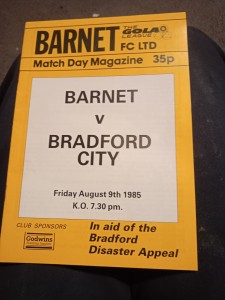 BARNET THE GOLA LEAGUE
FC LTD
Match Day Magazine 35p
BARNET
v
BRADFORD
CITY
Friday August 9th 1985
K.O. 7.30 pm.
CLUB SPONSORS
Godwins
In aid of the
Bradford
Disaster Appeal